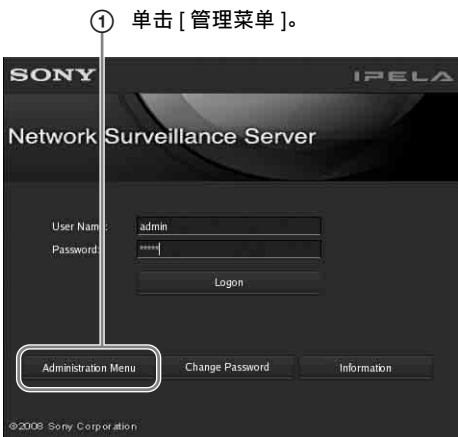 ① 单击 [ 管理菜单 ]。
SONY
IPELA
Network Surveillance Server
User Name:
admin
Password:
*****
Logon
Administration Menu
Change Password
Information
©2008 Sony Corporation